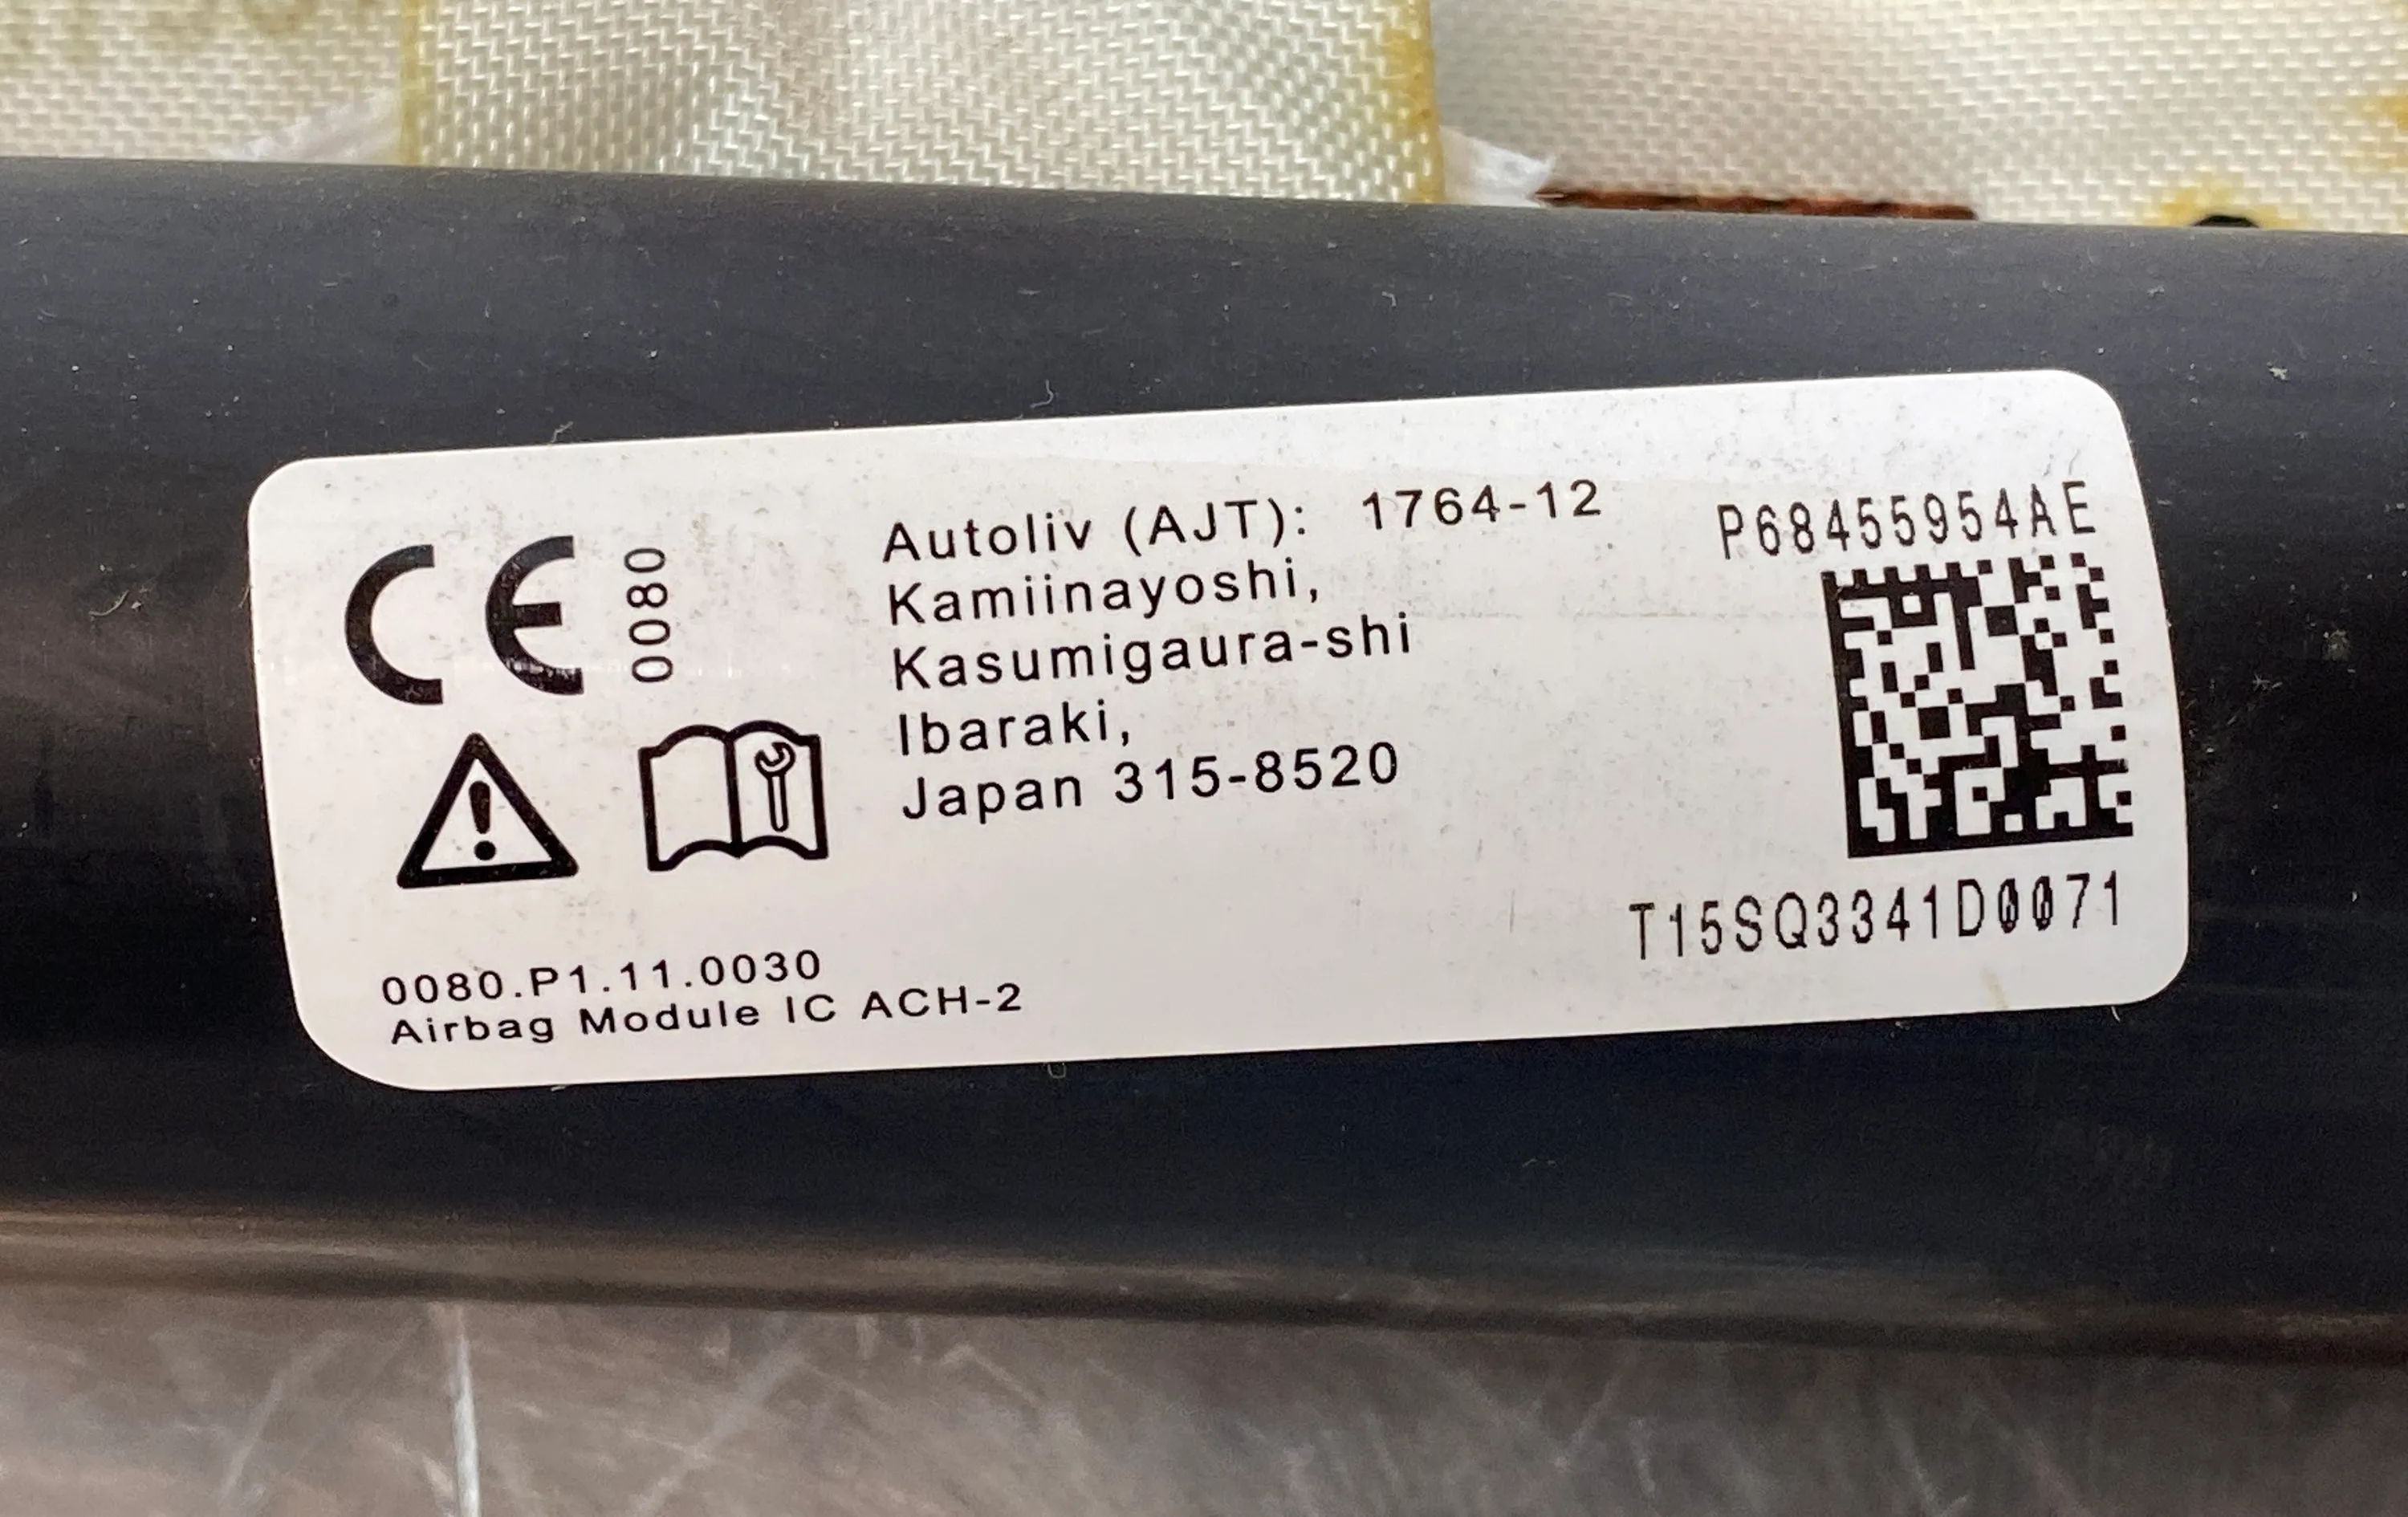 CE 0080
Autoliv (AJT): 1764-12
Kamiinayoshi,
Kasumigaura-shi
Ibaraki,
Japan 315-8520
P68455954AE
T15SQ3341D0071
0080.P1.11.0030
Airbag Module IC ACH-2